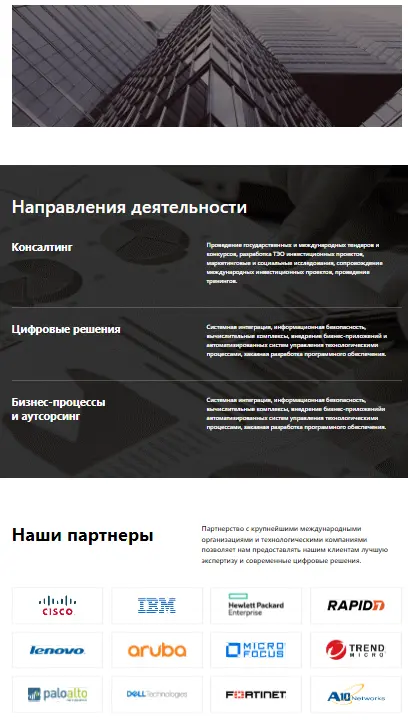 Направления деятельности
Консалтинг
Проведение государственных и международных тендеров и
конкурсов, разработка ТЭО инвестиционных проектов,
маркетинговые и социальные исследования, сопровождение
международных инвестиционных проектов, проведение
тренингов.
Цифровые решения
Системная интеграция, информационная безопасность,
вычислительные комплексы, внедрение бизнес-приложений и
автоматизированных систем управления технологическими
процессами, заказная разработка программного обеспечения.
Бизнес-процессы
и аутсорсинг
Системная интеграция, информационная безопасность,
вычислительные комплексы, внедрение бизнес-приложенийи
автоматизированных систем управления технологическими
процессами, заказная разработка программного обеспечения.
Наши партнеры
Партнерство с крупнейшими международными
организациями и технологическими компаниями
позволяет нам предоставлять нашим клиентам лучшую
экспертизу и современные цифровые решения.
CISCO
IBM
Hewlett Packard
Enterprise
RAPID7
lenovo
aruba
MICRO
FOCUS
TREND
MICRO
paloalto
DELL Technologies
FORTINET
A10 Networks